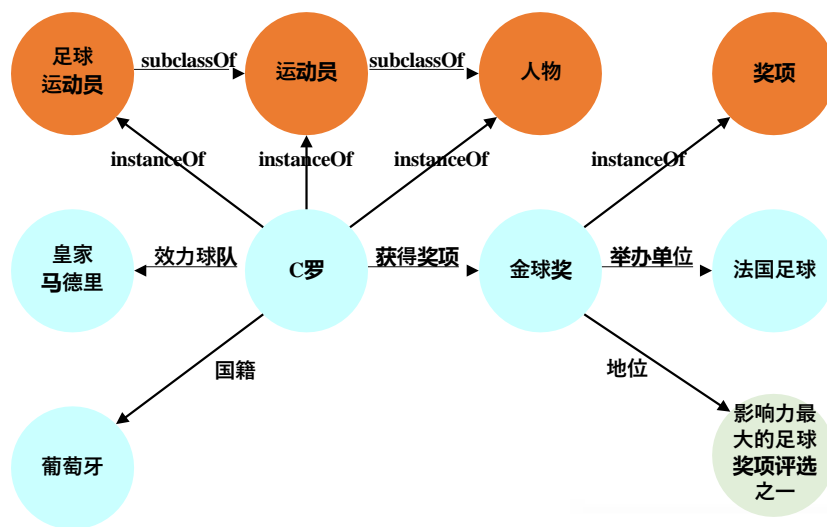 足球
运动员
subclassOf
运动员
subclassOf
人物
奖项
instanceOf
instanceOf
instanceOf
instanceOf
皇家
马德里
效力球队
C罗
获得奖项
金球奖
举办单位
法国足球
国籍
地位
葡萄牙
影响力最
大的足球
奖项评选
之一